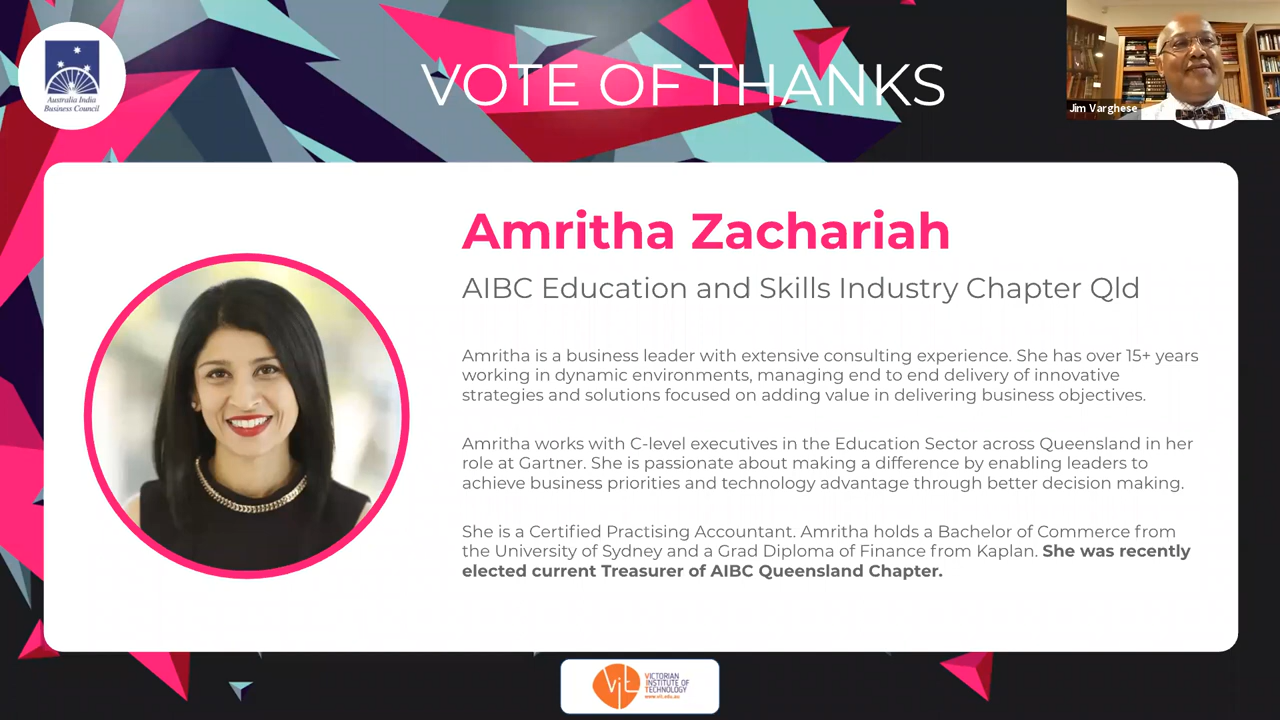 Australia India
Business Council
VOTE OF THANKS
Jim Varghese
Amritha Zachariah
AIBC Education and Skills Industry Chapter Qld
Amritha is a business leader with extensive consulting experience. She has over 15+ years
working in dynamic environments, managing end to end delivery of innovative
strategies and solutions focused on adding value in delivering business objectives.
Amritha works with C-level executives in the Education Sector across Queensland in her
role at Gartner. She is passionate about making a difference by enabling leaders to
achieve business priorities and technology advantage through better decision making.
She is a Certified Practising Accountant. Amritha holds a Bachelor of Commerce from
the University of Sydney and a Grad Diploma of Finance from Kaplan. She was recently
elected current Treasurer of AIBC Queensland Chapter.
vit
VICTORIAN
INSTITUTE OF
TECHNOLOGY
www.vit.edu.au